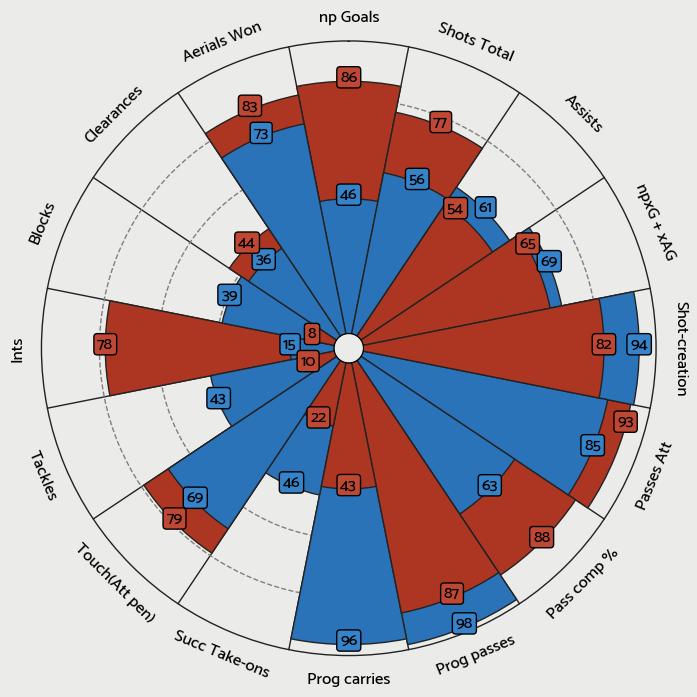 np Goals
86
46
Shots Total
77
56
Assists
54
61
npxG + xAG
65
69
Shot-creation
82
94
Passes Att
93
85
Pass comp %
63
88
Prog passes
87
98
Prog carries
43
96
Succ Take-ons
22
46
Touch(Att pen)
69
79
Tackles
10
43
Ints
78
15
Blocks
8
39
Clearances
44
36
Aerials Won
83
73